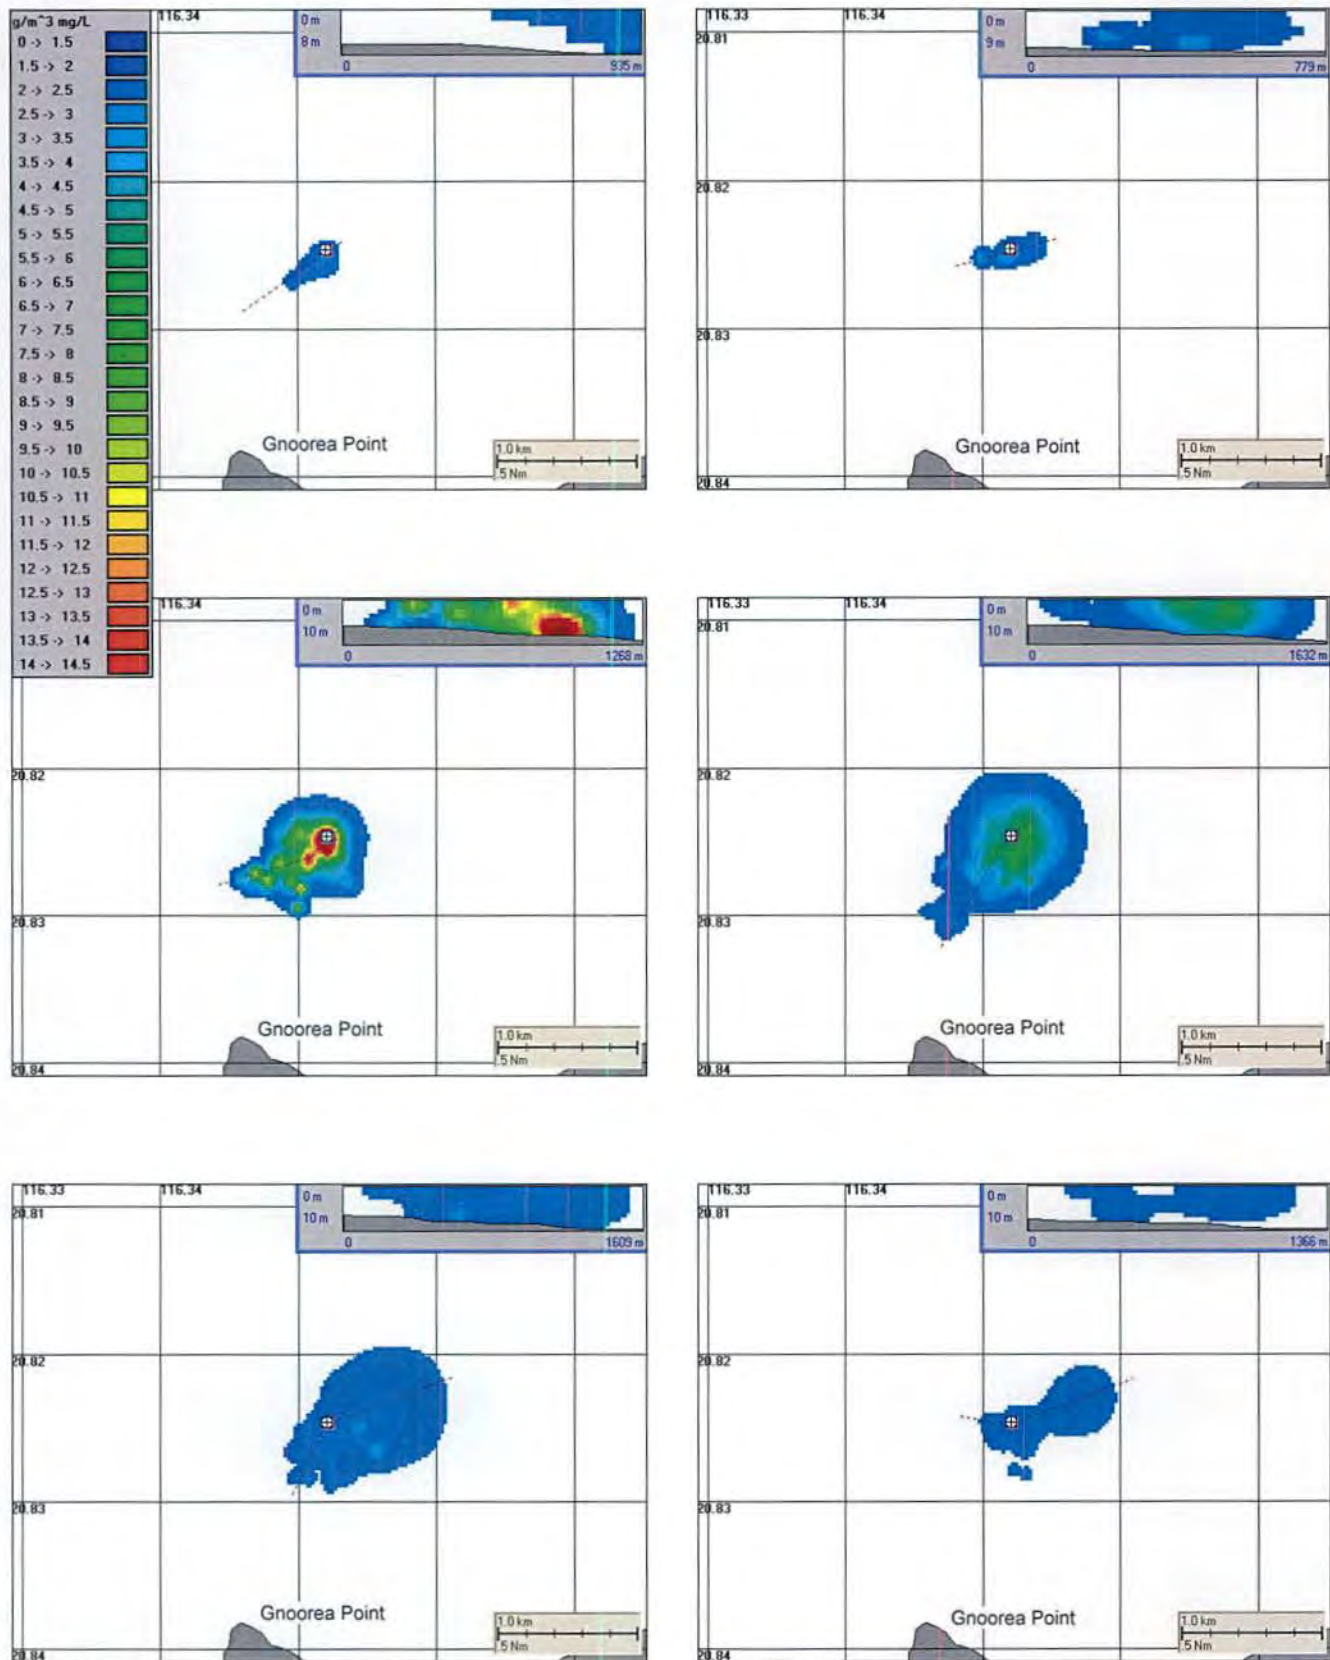 g/m^3 mg/L
0 -> 1.5
1.5 -> 2
2 -> 2.5
2.5 -> 3
3 -> 3.5
3.5 -> 4
4 -> 4.5
4.5 -> 5
5 -> 5.5
5.5 -> 6
6 -> 6.5
6.5 -> 7
7 -> 7.5
7.5 -> 8
8 -> 8.5
8.5 -> 9
9 -> 9.5
9.5 -> 10
10 -> 10.5
10.5 -> 11
11 -> 11.5
11.5 -> 12
12 -> 12.5
12.5 -> 13
13 -> 13.5
13.5 -> 14
14 -> 14.5
116.34
0 m
8 m
0 935 m
Gnoorea Point
1.0 km
.5 Nm
116.33 116.34
20.81
0 m
9 m
0 779 m
20.82
20.83
Gnoorea Point
1.0 km
.5 Nm
20.84
116.34
0 m
10 m
0 1268 m
20.82
20.83
Gnoorea Point
1.0 km
.5 Nm
20.84
116.33 116.34
20.81
0 m
10 m
0 1632 m
20.82
20.83
Gnoorea Point
1.0 km
.5 Nm
20.84
116.33 116.34
20.81
0 m
10 m
0 1609 m
20.82
20.83
Gnoorea Point
1.0 km
.5 Nm
20.84
116.33 116.34
20.81
0 m
10 m
0 1366 m
20.82
20.83
Gnoorea Point
1.0 km
.5 Nm
20.84